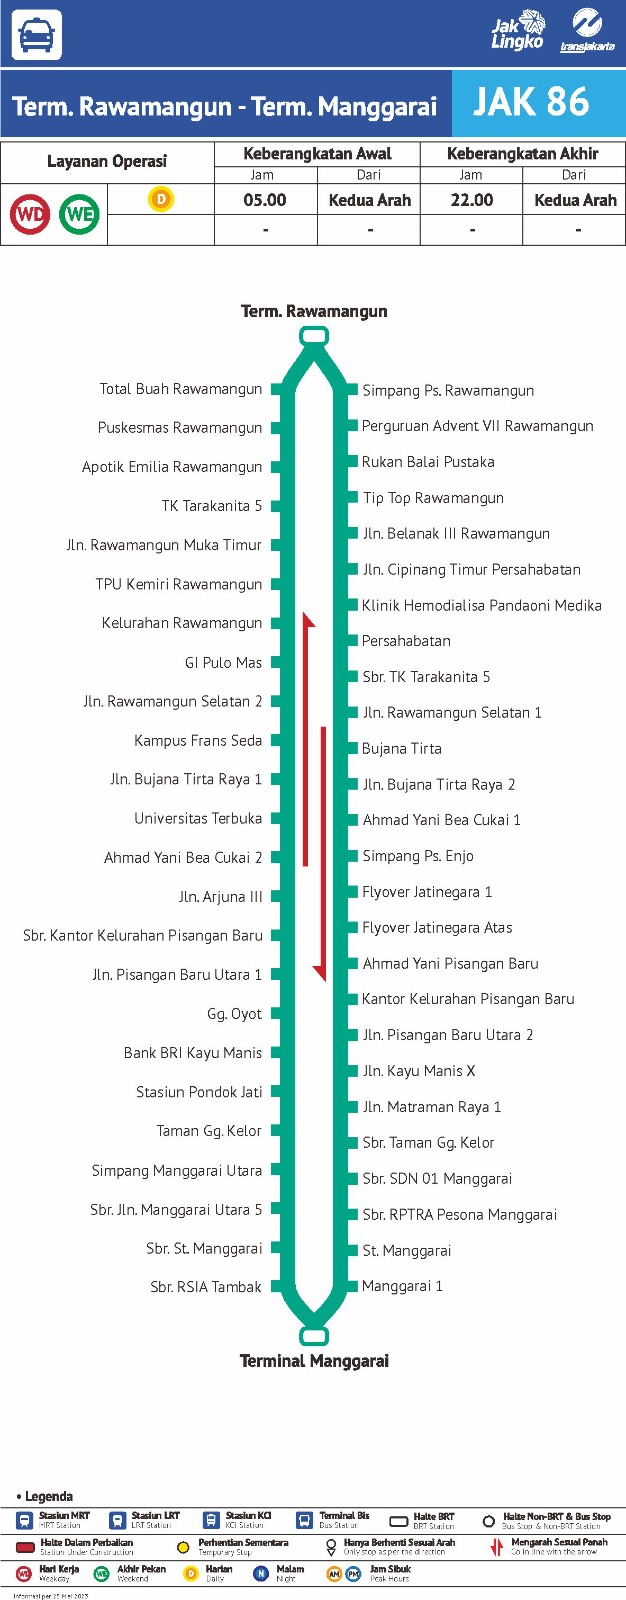 Jak
Lingko
transjakarta
Term. Rawamangun - Term. Manggarai
JAK 86
Layanan Operasi
Keberangkatan Awal
Keberangkatan Akhir
Jam
Dari
Jam
Dari
WD
WE
D
05.00
Kedua Arah
22.00
Kedua Arah
-
-
-
-
Term. Rawamangun
Total Buah Rawamangun
Puskesmas Rawamangun
Apotik Emilia Rawamangun
TK Tarakanita 5
Jln. Rawamangun Muka Timur
TPU Kemiri Rawamangun
Kelurahan Rawamangun
GI Pulo Mas
Jln. Rawamangun Selatan 2
Kampus Frans Seda
Jln. Bujana Tirta Raya 1
Universitas Terbuka
Ahmad Yani Bea Cukai 2
Jln. Arjuna III
Sbr. Kantor Kelurahan Pisangan Baru
Jln. Pisangan Baru Utara 1
Gg. Oyot
Bank BRI Kayu Manis
Stasiun Pondok Jati
Taman Gg. Kelor
Simpang Manggarai Utara
Sbr. Jln. Manggarai Utara 5
Sbr. St. Manggarai
Sbr. RSIA Tambak
Simpang Ps. Rawamangun
Perguruan Advent VII Rawamangun
Rukan Balai Pustaka
Tip Top Rawamangun
Jln. Belanak III Rawamangun
Jln. Cipinang Timur Persahabatan
Klinik Hemodialisa Pandaoni Medika
Persahabatan
Sbr. TK Tarakanita 5
Jln. Rawamangun Selatan 1
Bujana Tirta
Jln. Bujana Tirta Raya 2
Ahmad Yani Bea Cukai 1
Simpang Ps. Enjo
Flyover Jatinegara 1
Flyover Jatinegara Atas
Ahmad Yani Pisangan Baru
Kantor Kelurahan Pisangan Baru
Jln. Pisangan Baru Utara 2
Jln. Kayu Manis X
Jln. Matraman Raya 1
Sbr. Taman Gg. Kelor
Sbr. SDN 01 Manggarai
Sbr. RPTRA Pesona Manggarai
St. Manggarai
Manggarai 1
Terminal Manggarai
• Legenda
Stasiun MRT
MRT Station
Stasiun LRT
LRT Station
Stasiun KCI
KCI Station
Terminal Bis
Bus Station
Halte BRT
BRT Station
Halte Non-BRT & Bus Stop
Bus Stop & Non-BRT Station
Halte Dalam Perbaikan
Station Under Construction
Perhentian Sementara
Temporary Stop
Hanya Berhenti Sesuai Arah
Only stop as per the direction
Mengarah Sesuai Panah
Go in line with the arrow
WD
Hari Kerja
Weekday
WE
Akhir Pekan
Weekend
D
Harian
Daily
N
Malam
Night
AM
PM
Jam Sibuk
Peak Hours
Informasi per 25 Mei 2023